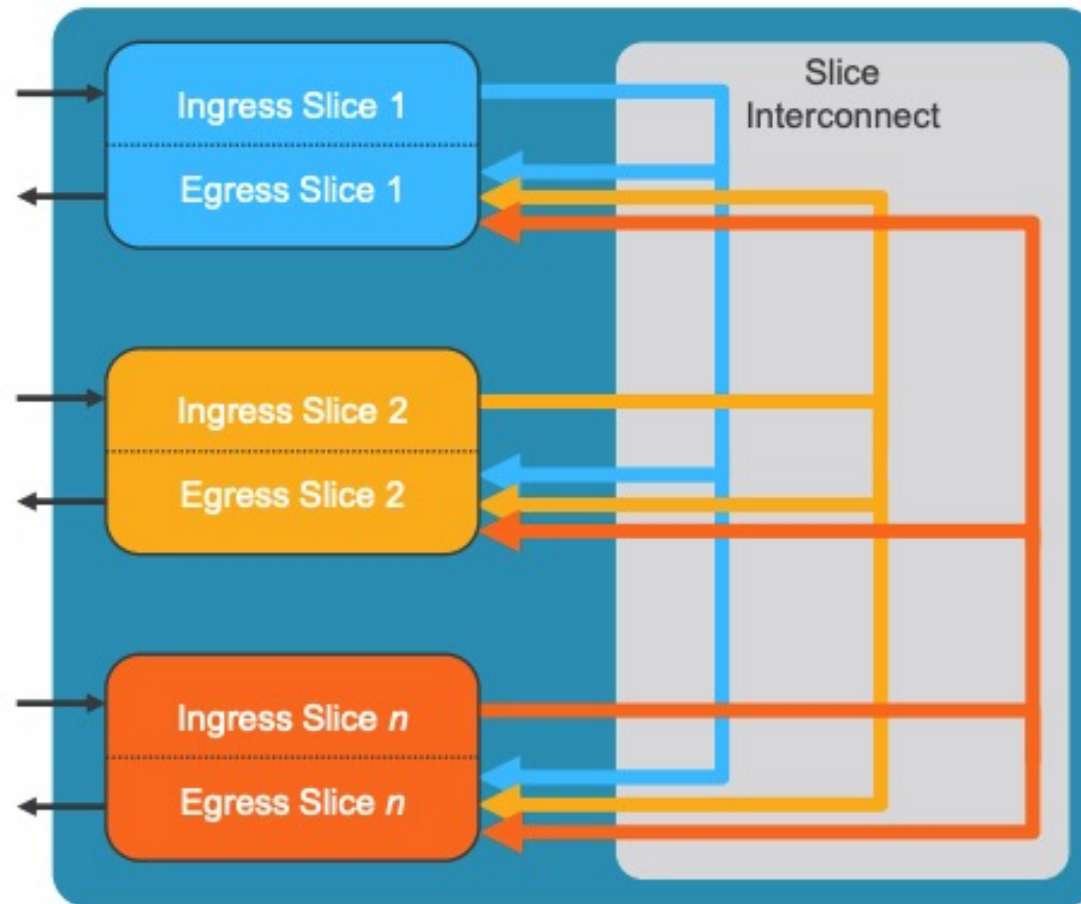 Slice
Interconnect
Ingress Slice 1
Egress Slice 1
Ingress Slice 2
Egress Slice 2
Ingress Slice n
Egress Slice n